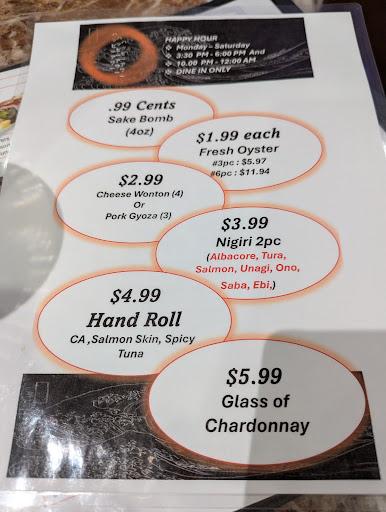 HAPPY HOUR
❖ Monday - Saturday
❖ 3:30 PM - 6:00 PM And
❖ 10.00 PM - 12:00 AM
❖ DINE IN ONLY
.99 Cents
Sake Bomb
(4oz)
$1.99 each
Fresh Oyster
#3pc : $5.97
#6pc : $11.94
$2.99
Cheese Wonton (4)
Or
Pork Gyoza (3)
$3.99
Nigiri 2pc
(Albacore, Tura,
Salmon, Unagi, Ono,
Saba, Ebi,)
$4.99
Hand Roll
CA ,Salmon Skin, Spicy
Tuna
$5.99
Glass of
Chardonnay